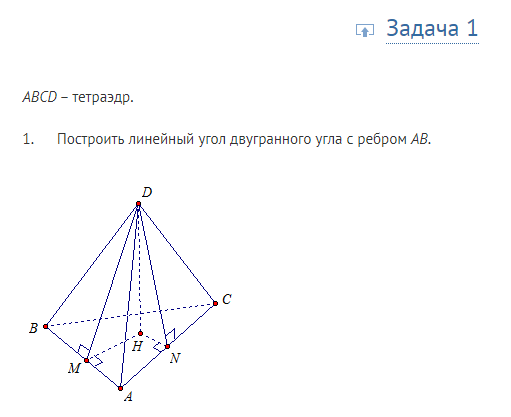 Задача 1
ABCD – тетраэдр.
1. Построить линейный угол двугранного угла с ребром AB.
D
C
B
H
N
M
A